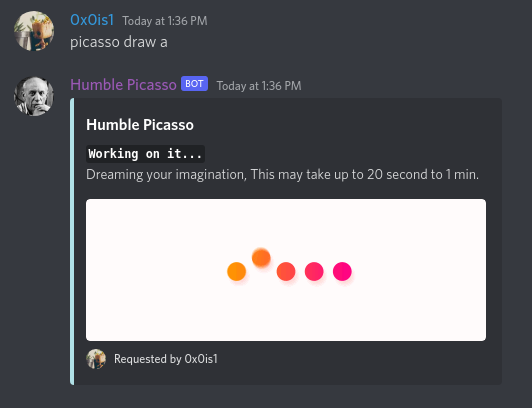 0x0is1 Today at 1:36 PM
picasso draw a
Humble Picasso BOT Today at 1:36 PM
Humble Picasso
Working on it...
Dreaming your imagination, This may take up to 20 second to 1 min.
Requested by 0x0is1